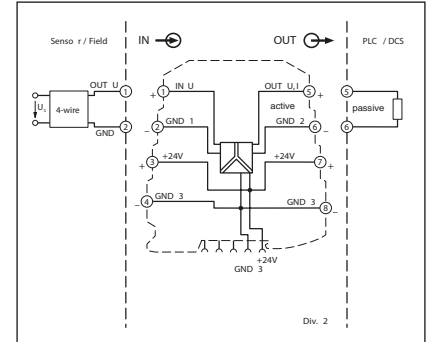 Senso r / Field
IN
OUT
PLC / DCS
OUT U
IN U
OUT U,I
1
1
+
5
+
5
Us
4-wire
active
passive
2
GND
2
−
GND 1
GND 2
6
−
6
3
+
+24V
+24V
7
+
4
−
GND 3
GND 3
8
−
+24V
GND 3
Div. 2